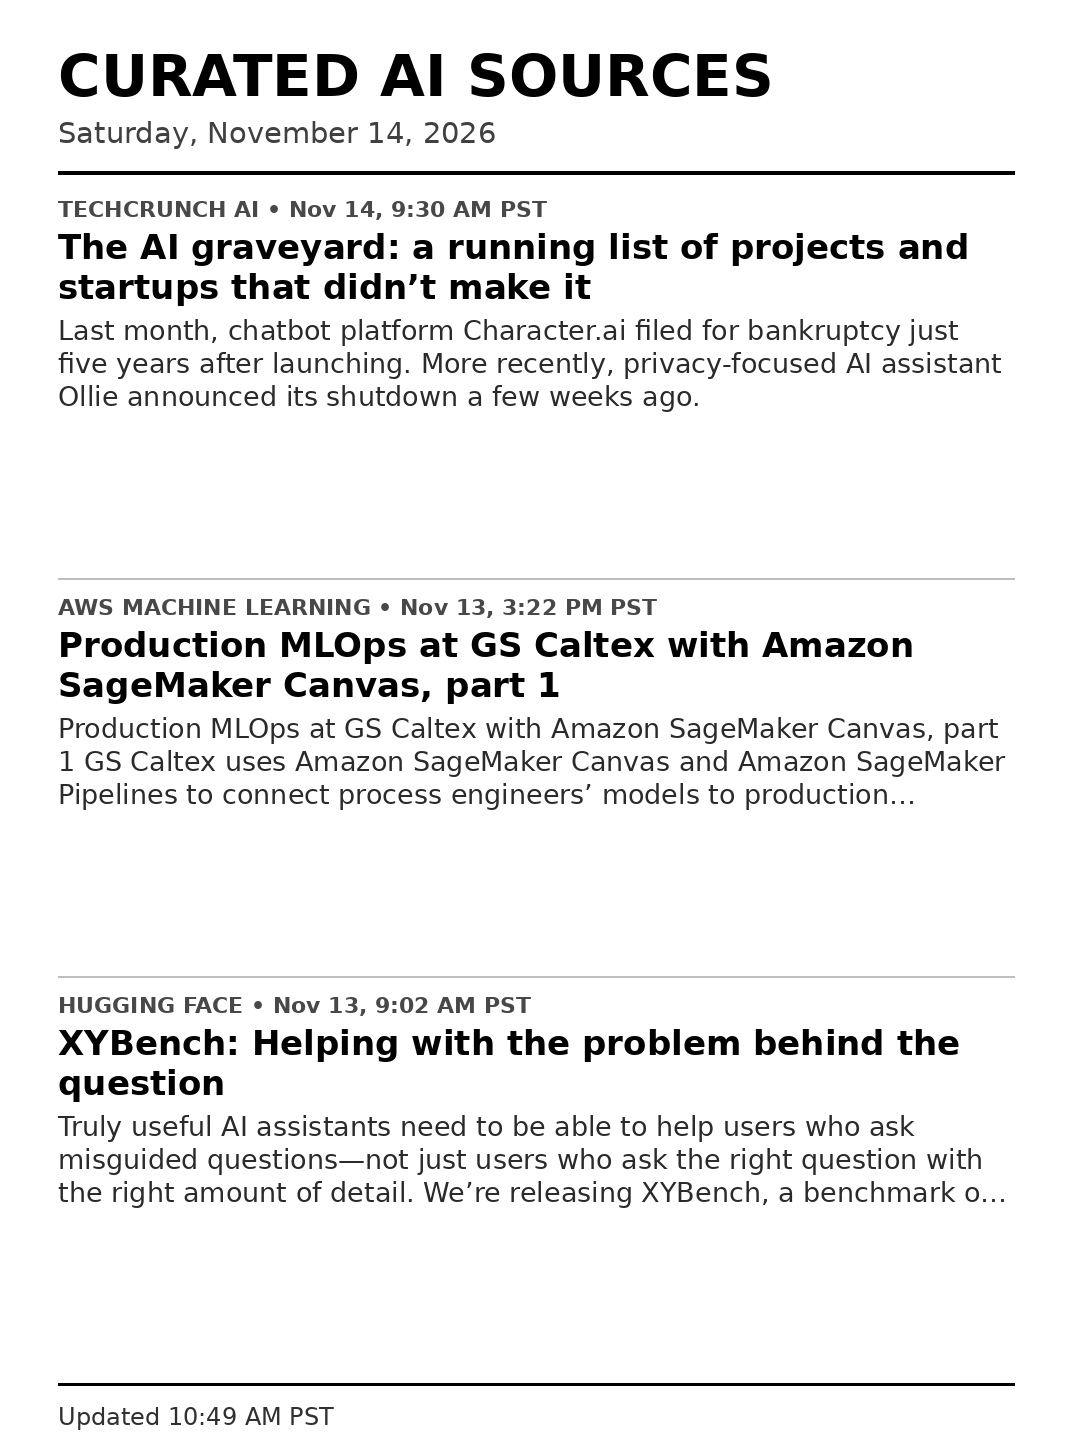 CURATED AI SOURCES
Saturday, November 14, 2026
TECHCRUNCH AI • Nov 14, 9:30 AM PST
The AI graveyard: a running list of projects and
startups that didn’t make it
Last month, chatbot platform Character.ai filed for bankruptcy just
five years after launching. More recently, privacy-focused AI assistant
Ollie announced its shutdown a few weeks ago.
AWS MACHINE LEARNING • Nov 13, 3:22 PM PST
Production MLOps at GS Caltex with Amazon
SageMaker Canvas, part 1
Production MLOps at GS Caltex with Amazon SageMaker Canvas, part
1 GS Caltex uses Amazon SageMaker Canvas and Amazon SageMaker
Pipelines to connect process engineers’ models to production…
HUGGING FACE • Nov 13, 9:02 AM PST
XYBench: Helping with the problem behind the
question
Truly useful AI assistants need to be able to help users who ask
misguided questions—not just users who ask the right question with
the right amount of detail. We’re releasing XYBench, a benchmark o…
Updated 10:49 AM PST